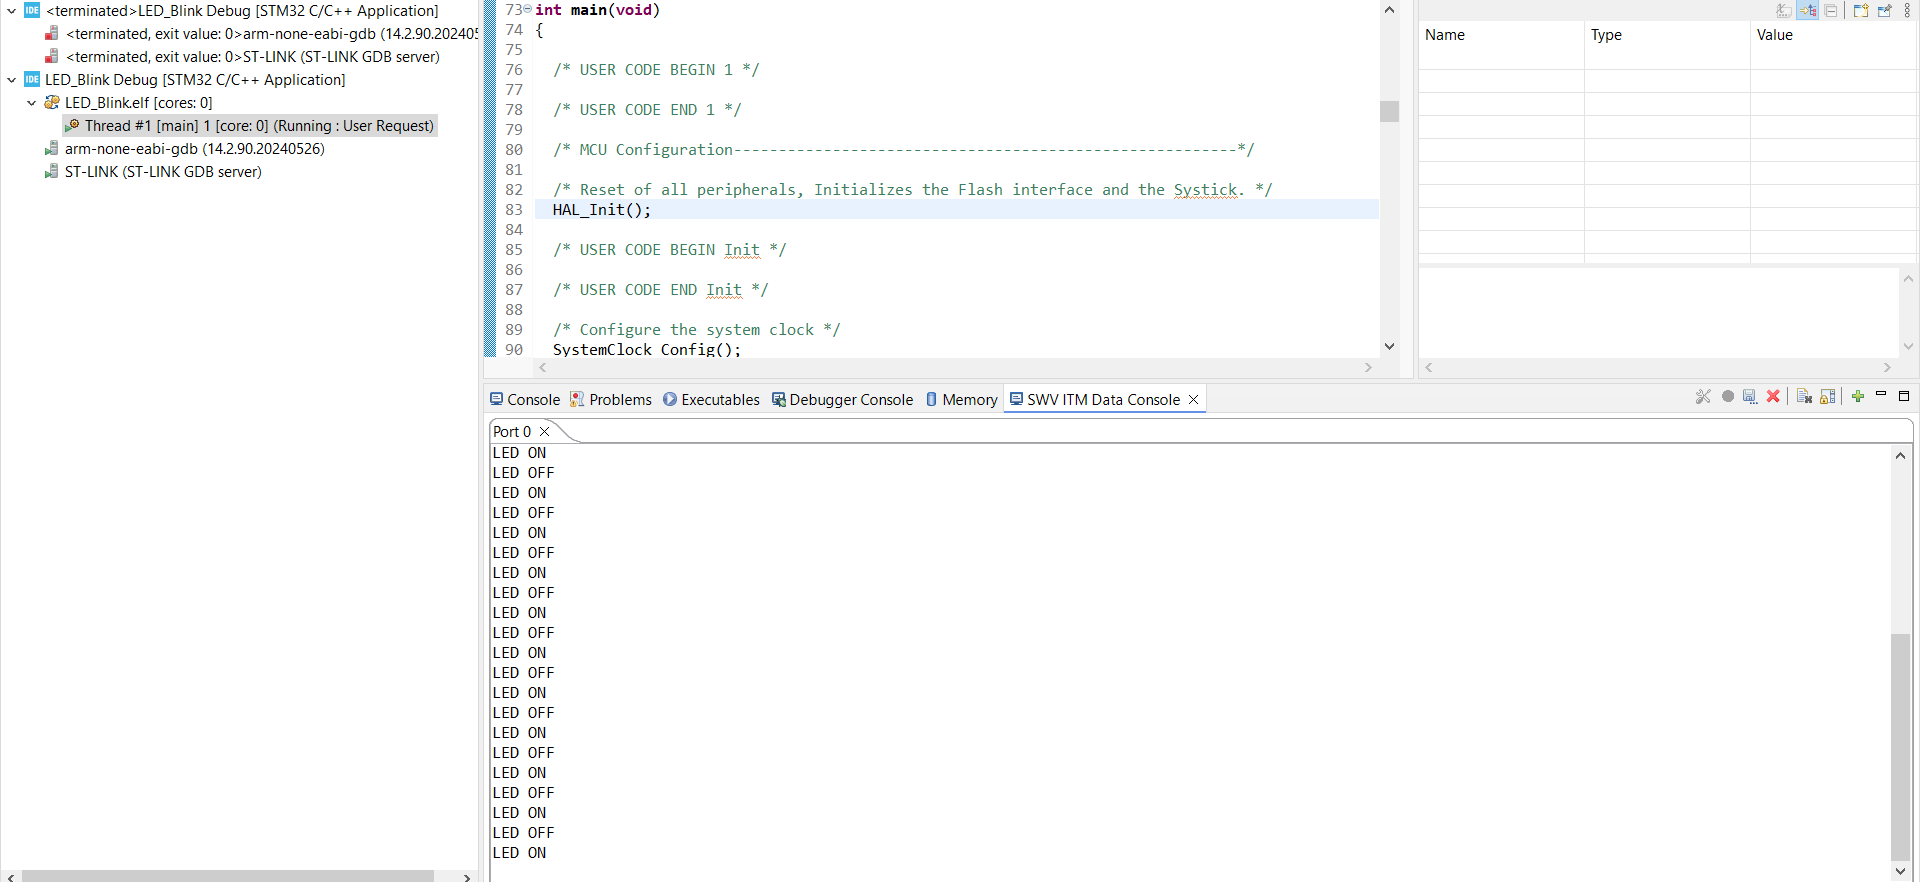 <terminated>LED_Blink Debug [STM32 C/C++ Application]
<terminated, exit value: 0>arm-none-eabi-gdb (14.2.90.202405
<terminated, exit value: 0>ST-LINK (ST-LINK GDB server)
IDE LED_Blink Debug [STM32 C/C++ Application]
LED_Blink.elf [cores: 0]
Thread #1 [main] 1 [core: 0] (Running : User Request)
arm-none-eabi-gdb (14.2.90.20240526)
ST-LINK (ST-LINK GDB server)
73 int main(void)
74 {
75
76 /* USER CODE BEGIN 1 */
77
78 /* USER CODE END 1 */
79
80 /* MCU Configuration--------------------------------------------------------*/
81
82 /* Reset of all peripherals, Initializes the Flash interface and the Systick. */
83 HAL_Init();
84
85 /* USER CODE BEGIN Init */
86
87 /* USER CODE END Init */
88
89 /* Configure the system clock */
90 SystemClock_Config();
Name Type Value
Console Problems Executables Debugger Console Memory SWV ITM Data Console
Port 0
LED ON
LED OFF
LED ON
LED OFF
LED ON
LED OFF
LED ON
LED OFF
LED ON
LED OFF
LED ON
LED OFF
LED ON
LED OFF
LED ON
LED OFF
LED ON
LED OFF
LED ON
LED OFF
LED ON